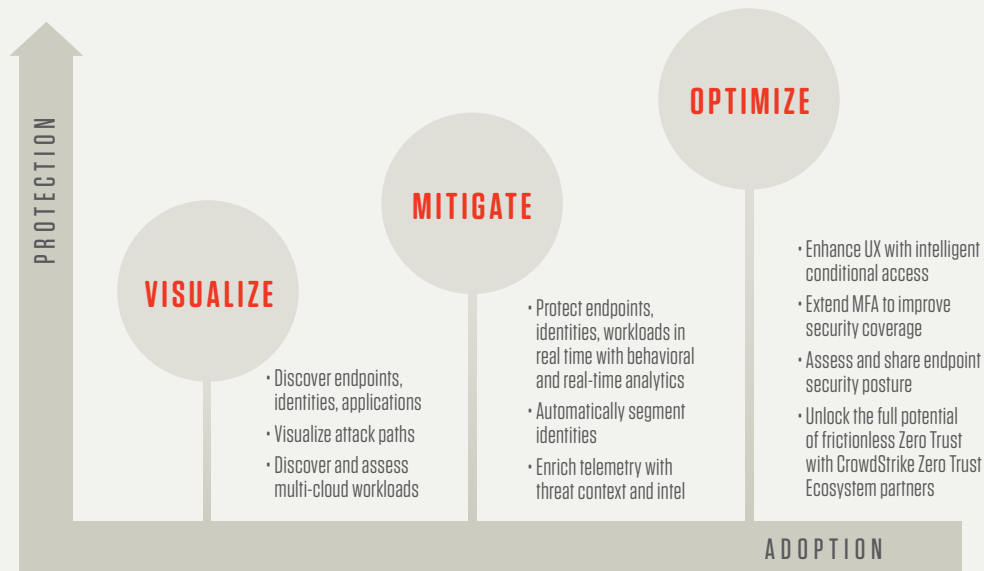 PROTECTION
VISUALIZE
• Discover endpoints,
identities, applications
• Visualize attack paths
• Discover and assess
multi-cloud workloads
MITIGATE
• Protect endpoints,
identities, workloads in
real time with behavioral
and real-time analytics
• Automatically segment
identities
• Enrich telemetry with
threat context and intel
OPTIMIZE
• Enhance UX with intelligent
conditional access
• Extend MFA to improve
security coverage
• Assess and share endpoint
security posture
• Unlock the full potential
of frictionless Zero Trust
with CrowdStrike Zero Trust
Ecosystem partners
ADOPTION